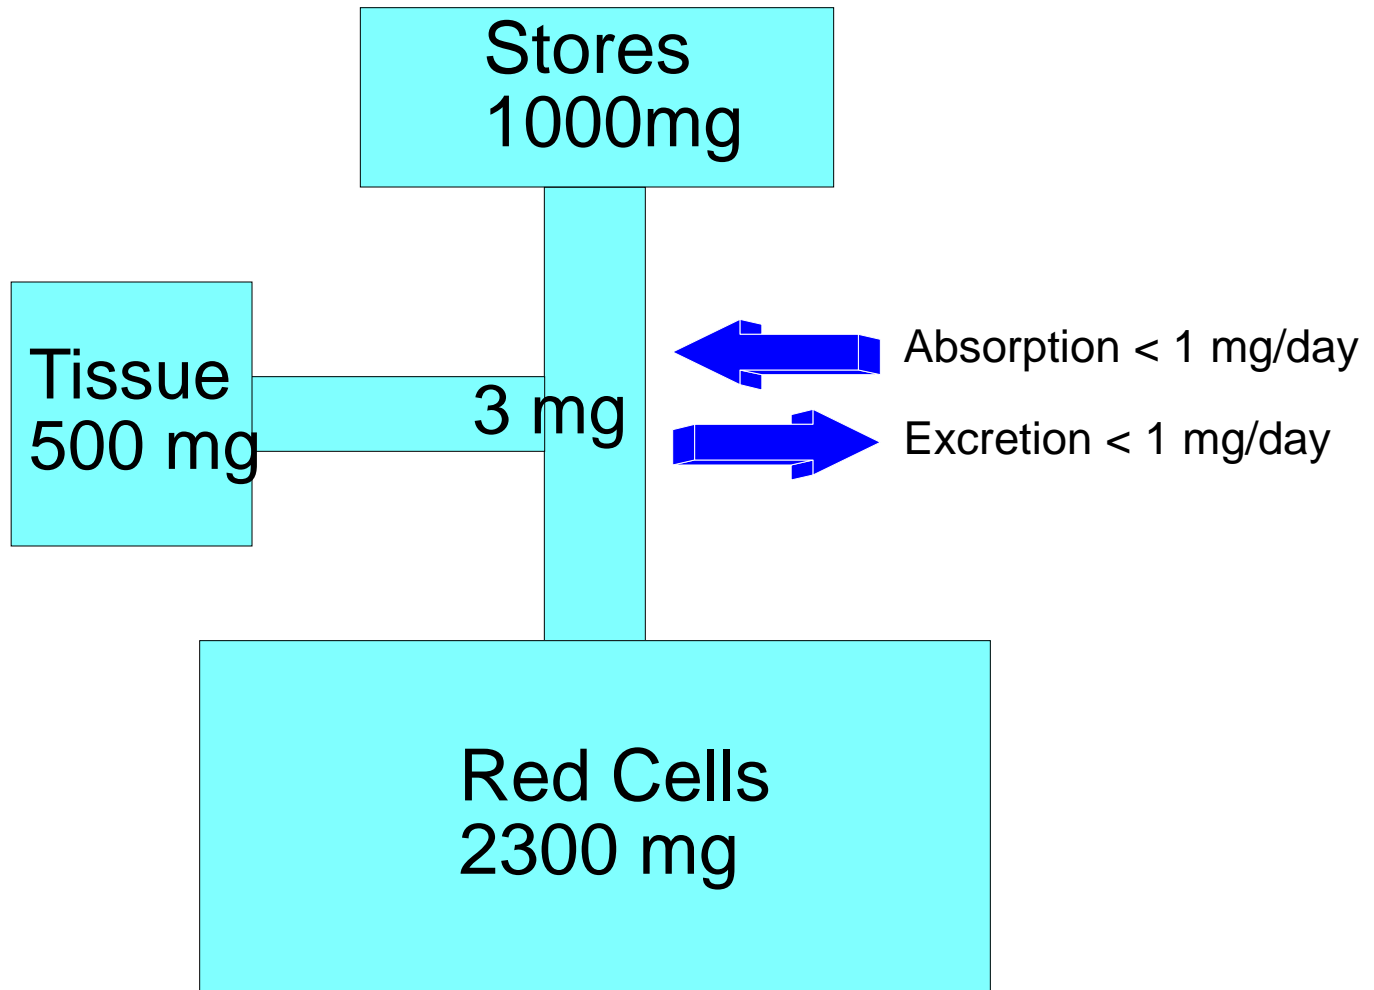 Stores
1000mg
Absorption < 1 mg/day
Tissue
500 mg
3 mg
Excretion < 1 mg/day
Red Cells
2300 mg